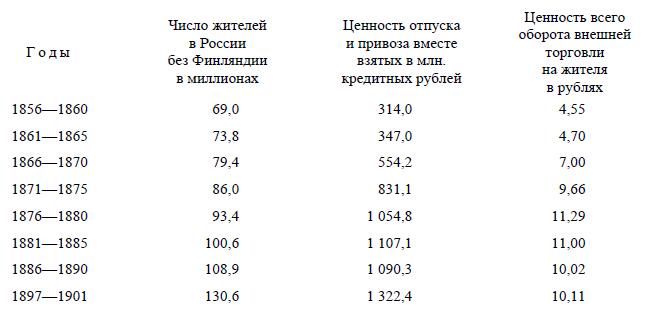 Годы
Число жителей
в России
без Финляндии
в миллионах
Ценность отпуска
и привоза вместе
взятых в млн.
кредитных рублей
Ценность всего
оборота внешней
торговли
на жителя
в рублях
1856—1860 69,0 314,0 4,55
1861—1865 73,8 347,0 4,70
1866—1870 79,4 554,2 7,00
1871—1875 86,0 831,1 9,66
1876—1880 93,4 1 054,8 11,29
1881—1885 100,6 1 107,1 11,00
1886—1890 108,9 1 090,3 10,02
1897—1901 130,6 1 322,4 10,11